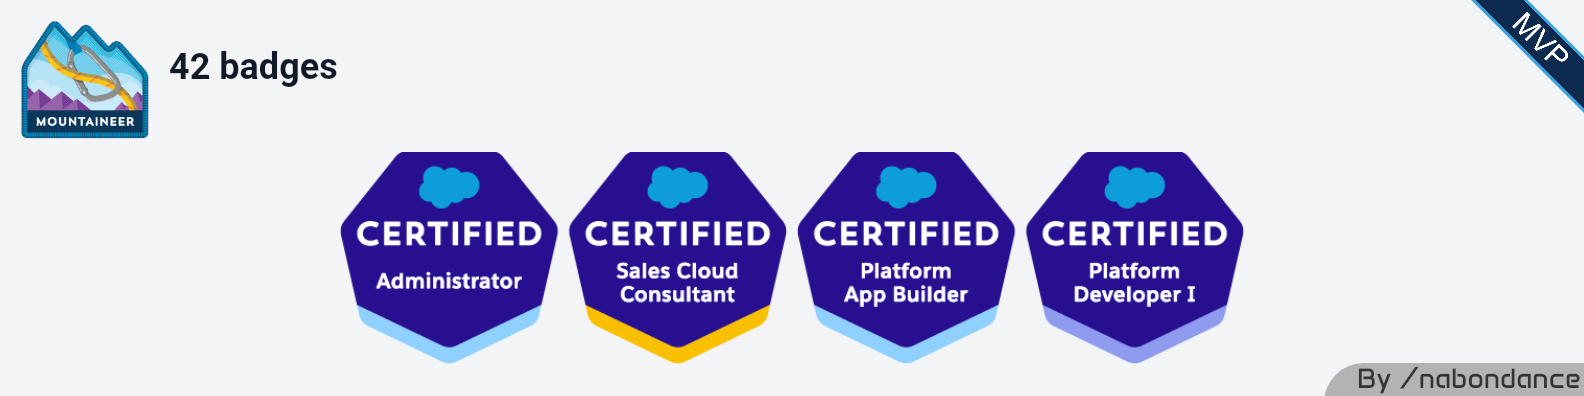 MOUNTAINEER
42 badges
MVP
CERTIFIED
Administrator
CERTIFIED
Sales Cloud
Consultant
CERTIFIED
Platform
App Builder
CERTIFIED
Platform
Developer I
By /nabondance